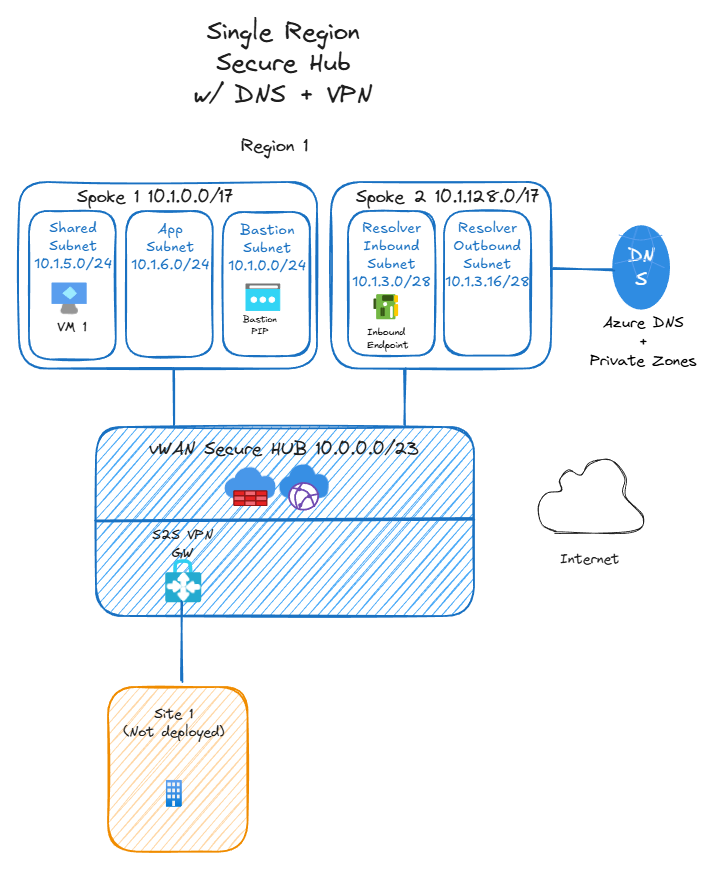 Single Region
Secure Hub
w/ DNS + VPN
Region 1
Spoke 1 10.1.0.0/17
Shared
Subnet
10.1.5.0/24
VM 1
App
Subnet
10.1.6.0/24
Bastion
Subnet
10.1.0.0/24
Bastion
PIP
Spoke 2 10.1.128.0/17
Resolver
Inbound
Subnet
10.1.3.0/28
Inbound
Endpoint
Resolver
Outbound
Subnet
10.1.3.16/28
DN
S
Azure DNS
+
Private Zones
vWAN Secure HUB 10.0.0.0/23
S2S VPN
GW
Internet
Site 1
(Not deployed)